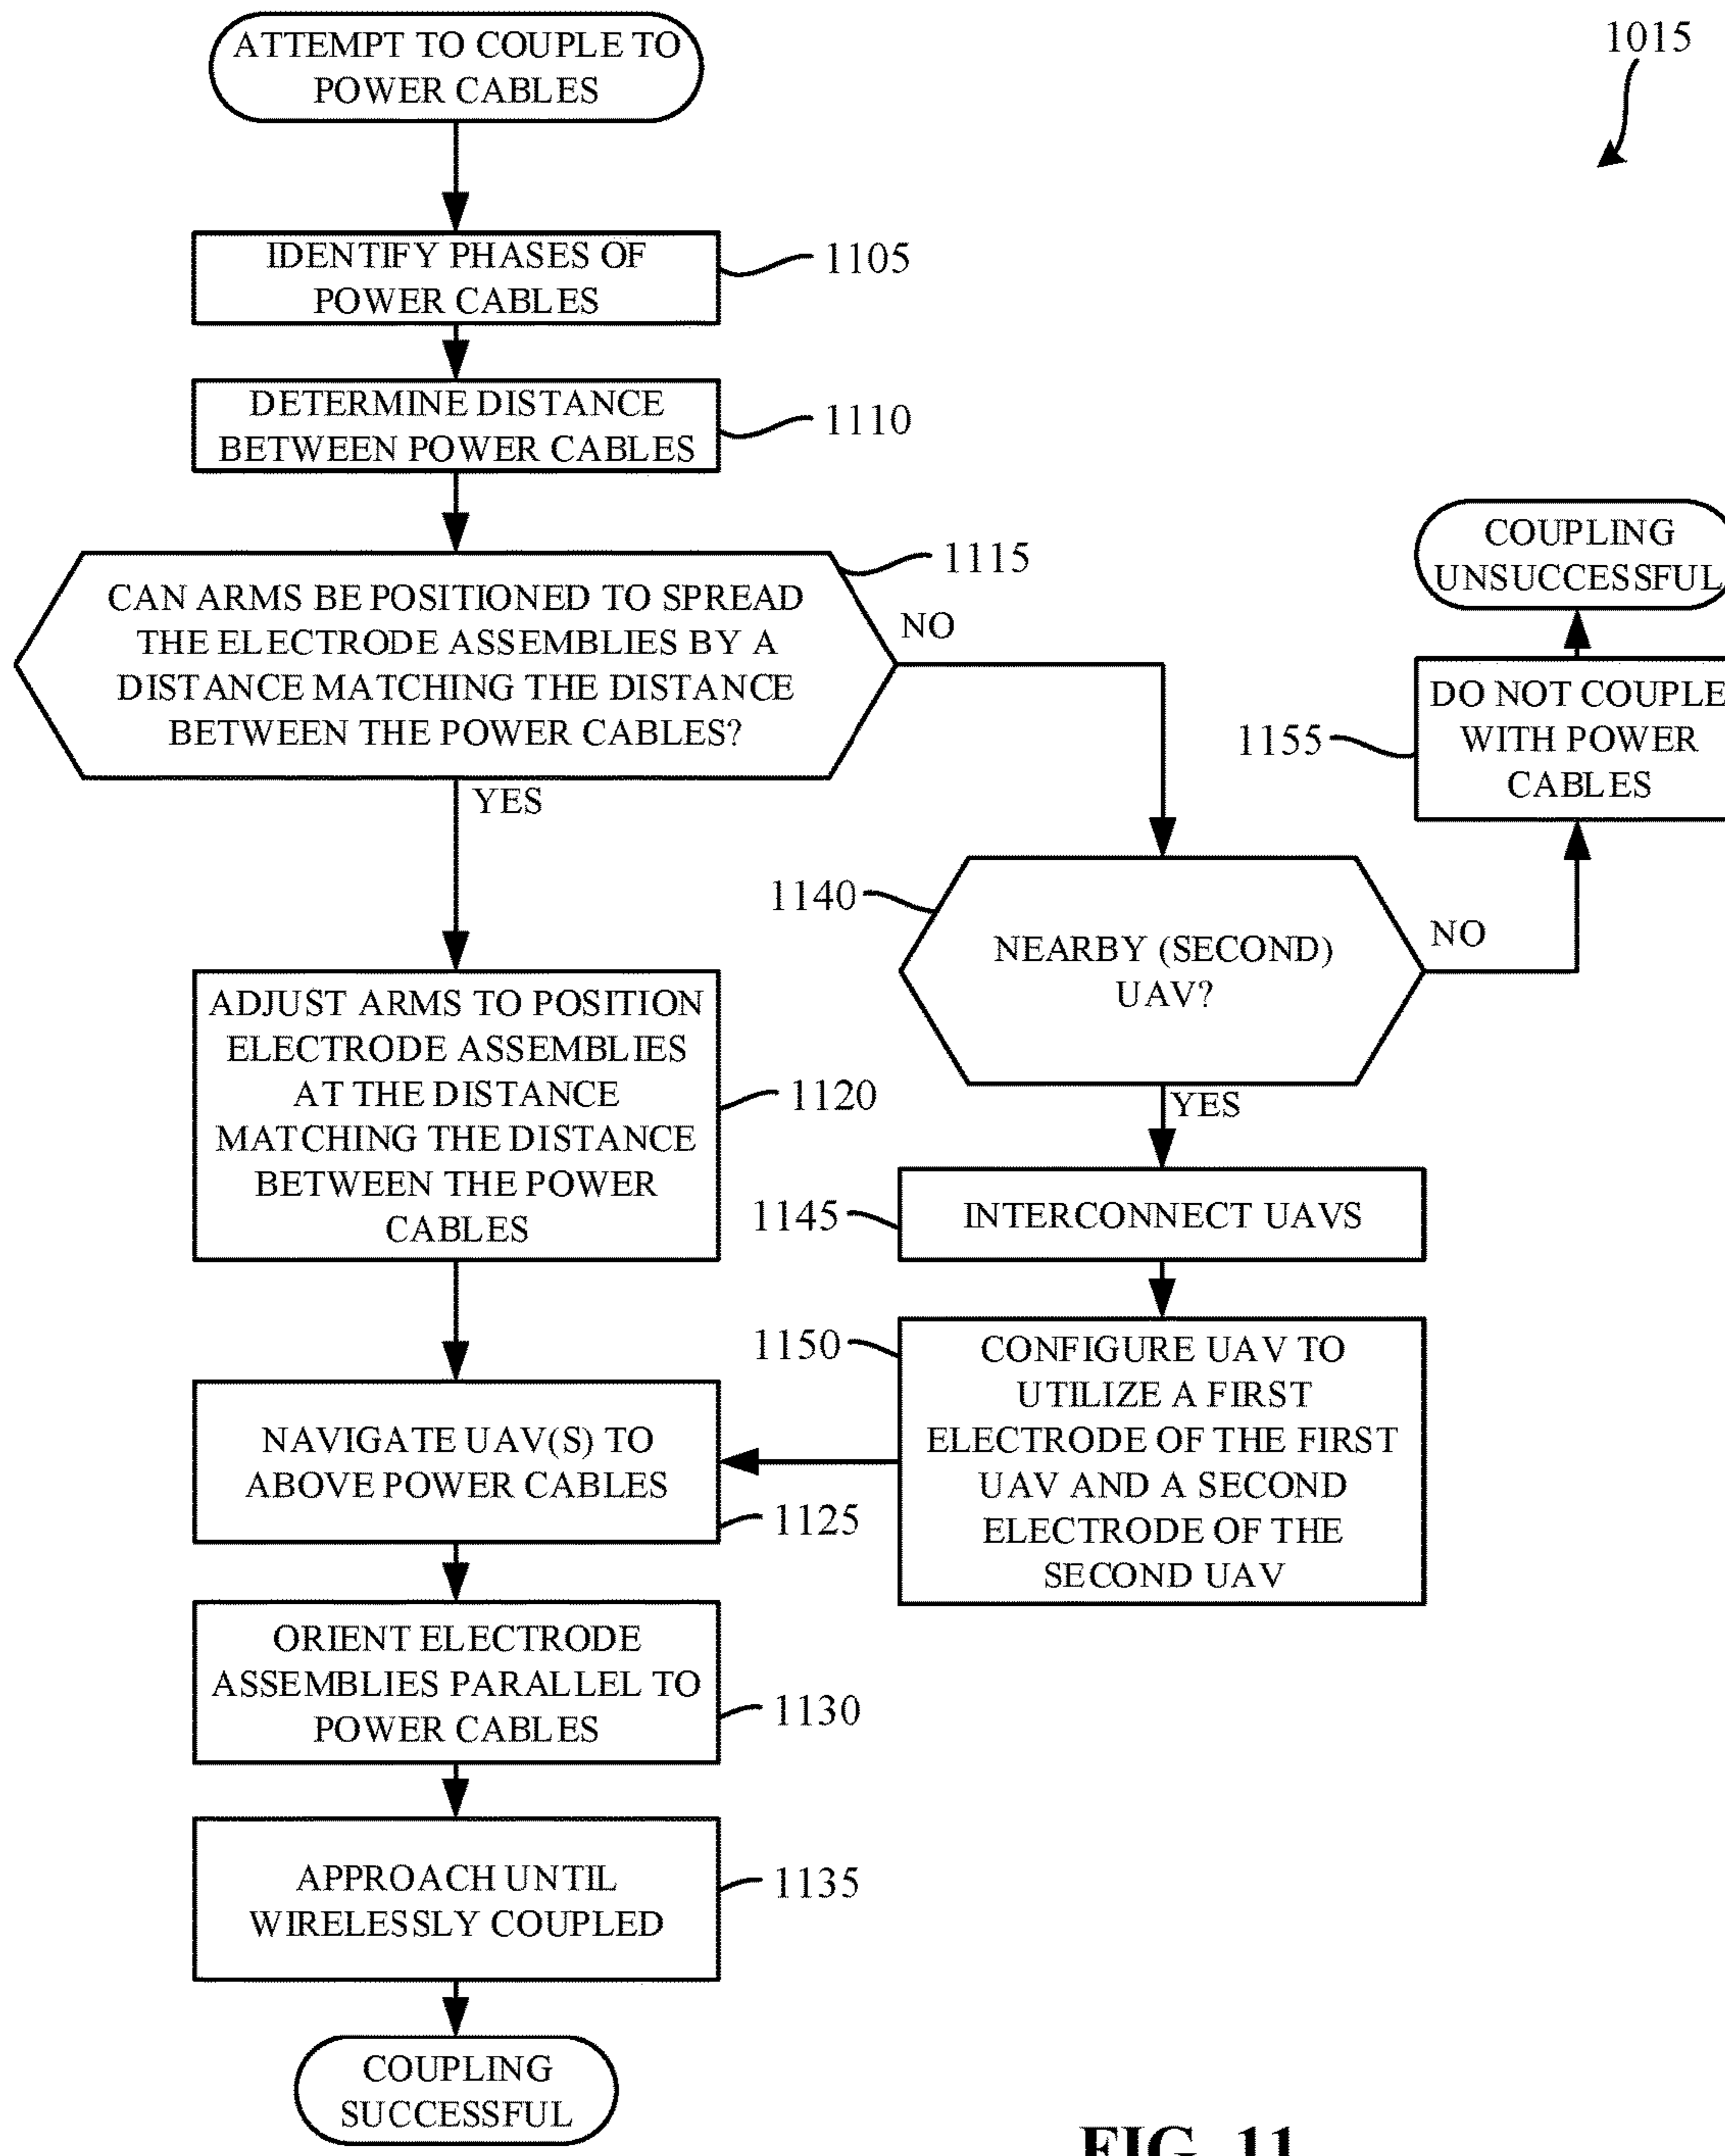 ATTEMPT TO COUPLE TO
POWER CABLES
1015
IDENTIFY PHASES OF
POWER CABLES
1105
DETERMINE DISTANCE
BETWEEN POWER CABLES
1110
CAN ARMS BE POSITIONED TO SPREAD
THE ELECTRODE ASSEMBLIES BY A
DISTANCE MATCHING THE DISTANCE
BETWEEN THE POWER CABLES?
1115
NO
YES
COUPLING
UNSUCCESSFUL
DO NOT COUPLE
WITH POWER
CABLES
1155
1140
NEARBY (SECOND)
UAV?
NO
YES
ADJUST ARMS TO POSITION
ELECTRODE ASSEMBLIES
AT THE DISTANCE
MATCHING THE DISTANCE
BETWEEN THE POWER
CABLES
1120
1145
INTERCONNECT UAVS
1150
CONFIGURE UAV TO
UTILIZE A FIRST
ELECTRODE OF THE FIRST
UAV AND A SECOND
ELECTRODE OF THE
SECOND UAV
NAVIGATE UAV(S) TO
ABOVE POWER CABLES
1125
ORIENT ELECTRODE
ASSEMBLIES PARALLEL TO
POWER CABLES
1130
APPROACH UNTIL
WIRELESSLY COUPLED
1135
COUPLING
SUCCESSFUL
FIG. 11